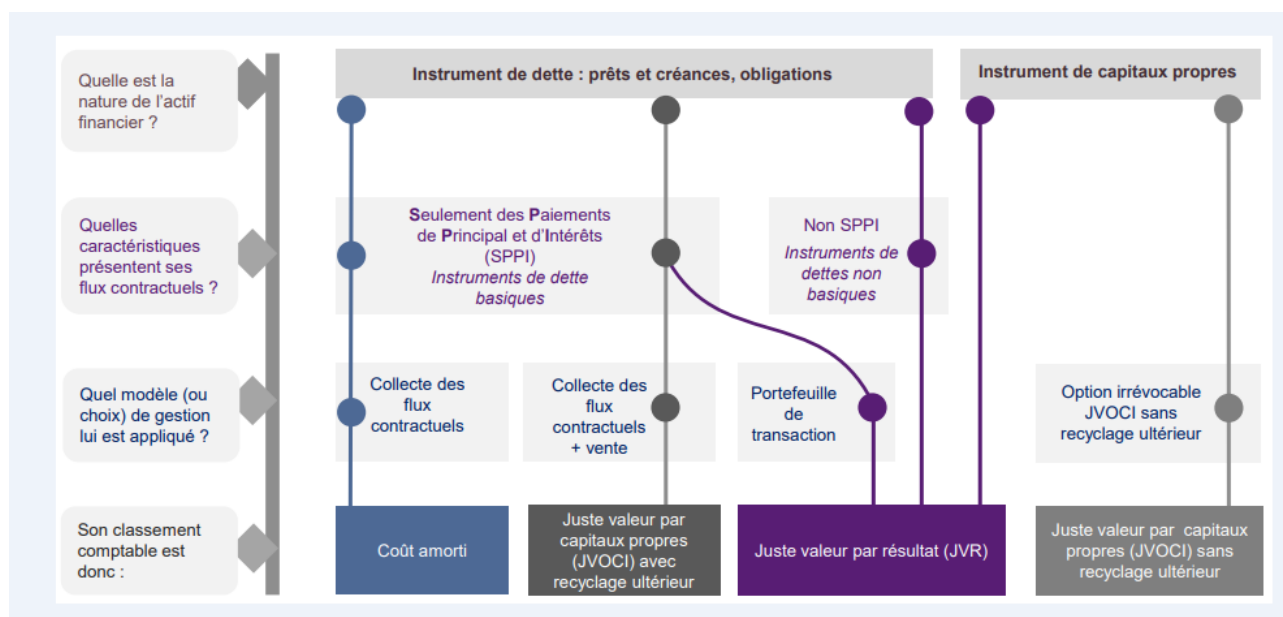 Quelle est la
nature de l'actif
financier ?
Instrument de dette : prêts et créances, obligations
Instrument de capitaux propres
Quelles
caractéristiques
présentent ses
flux contractuels ?
Seulement des Paiements
de Principal et d'Intérêts
(SPPI)
Instruments de dette
basiques
Non SPPI
Instruments de
dettes non
basiques
Quel modèle (ou
choix) de gestion
lui est appliqué ?
Collecte des
flux
contractuels
Collecte des
flux
contractuels
+ vente
Portefeuille
de
transaction
Option irrévocable
JVOCI sans
recyclage ultérieur
Son classement
comptable est
donc :
Coût amorti
Juste valeur par
capitaux propres
(JVOCI) avec
recyclage ultérieur
Juste valeur par résultat (JVR)
Juste valeur par capitaux
propres (JVOCI) sans
recyclage ultérieur